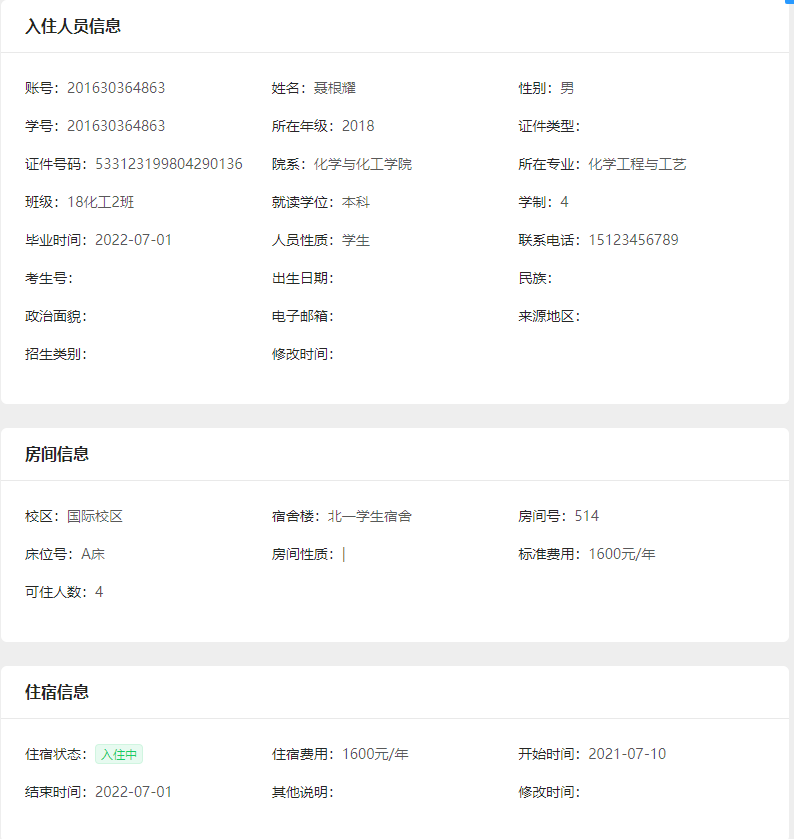 入住人员信息
账号：201630364863 姓名：聂根耀 性别：男
学号：201630364863 所在年级：2018 证件类型：
证件号码：533123199804290136 院系：化学与化工学院 所在专业：化学工程与工艺
班级：18化工2班 就读学位：本科 学制：4
毕业时间：2022-07-01 人员性质：学生 联系电话：15123456789
考生号： 出生日期： 民族：
政治面貌： 电子邮箱： 来源地区：
招生类别： 修改时间：
房间信息
校区：国际校区 宿舍楼：北一学生宿舍 房间号：514
床位号：A床 房间性质：| 标准费用：1600元/年
可住人数：4
住宿信息
住宿状态：入住中 住宿费用：1600元/年 开始时间：2021-07-10
结束时间：2022-07-01 其他说明： 修改时间：